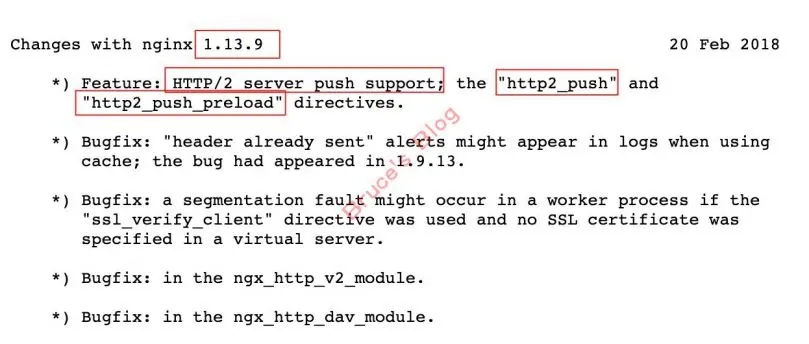 Changes with nginx 1.13.9 20 Feb 2018
*) Feature: HTTP/2 server push support; the "http2_push" and
"http2_push_preload" directives.
*) Bugfix: "header already sent" alerts might appear in logs when using
cache; the bug had appeared in 1.9.13.
*) Bugfix: a segmentation fault might occur in a worker process if the
"ssl_verify_client" directive was used and no SSL certificate was
specified in a virtual server.
*) Bugfix: in the ngx_http_v2_module.
*) Bugfix: in the ngx_http_dav_module.
Bruce's Blog